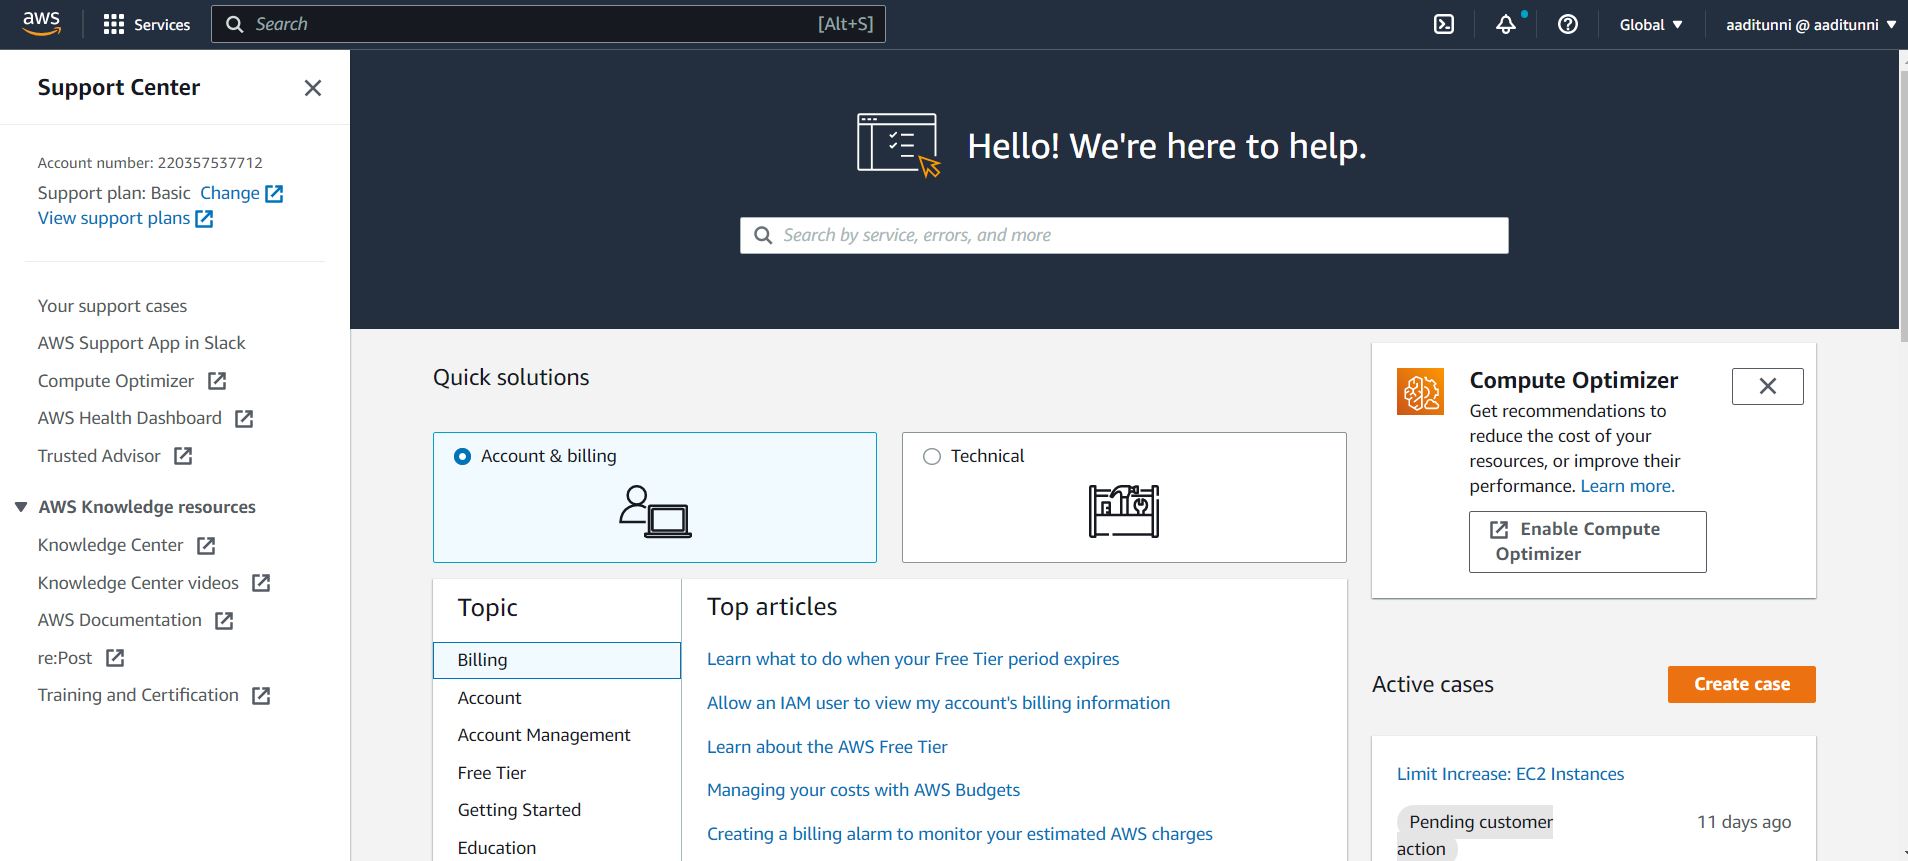 aws
Services
Search
[Alt+S]
Global
aaditunni @ aaditunni
Support Center
Account number: 220357537712
Support plan: Basic Change
View support plans
Your support cases
AWS Support App in Slack
Compute Optimizer
AWS Health Dashboard
Trusted Advisor
AWS Knowledge resources
Knowledge Center
Knowledge Center videos
AWS Documentation
re:Post
Training and Certification
Hello! We're here to help.
Search by service, errors, and more
Quick solutions
Account & billing
Technical
Topic
Billing
Account
Account Management
Free Tier
Getting Started
Education
Top articles
Learn what to do when your Free Tier period expires
Allow an IAM user to view my account's billing information
Learn about the AWS Free Tier
Managing your costs with AWS Budgets
Creating a billing alarm to monitor your estimated AWS charges
Compute Optimizer
Get recommendations to
reduce the cost of your
resources, or improve their
performance. Learn more.
Enable Compute
Optimizer
Active cases
Create case
Limit Increase: EC2 Instances
Pending customer
action
11 days ago